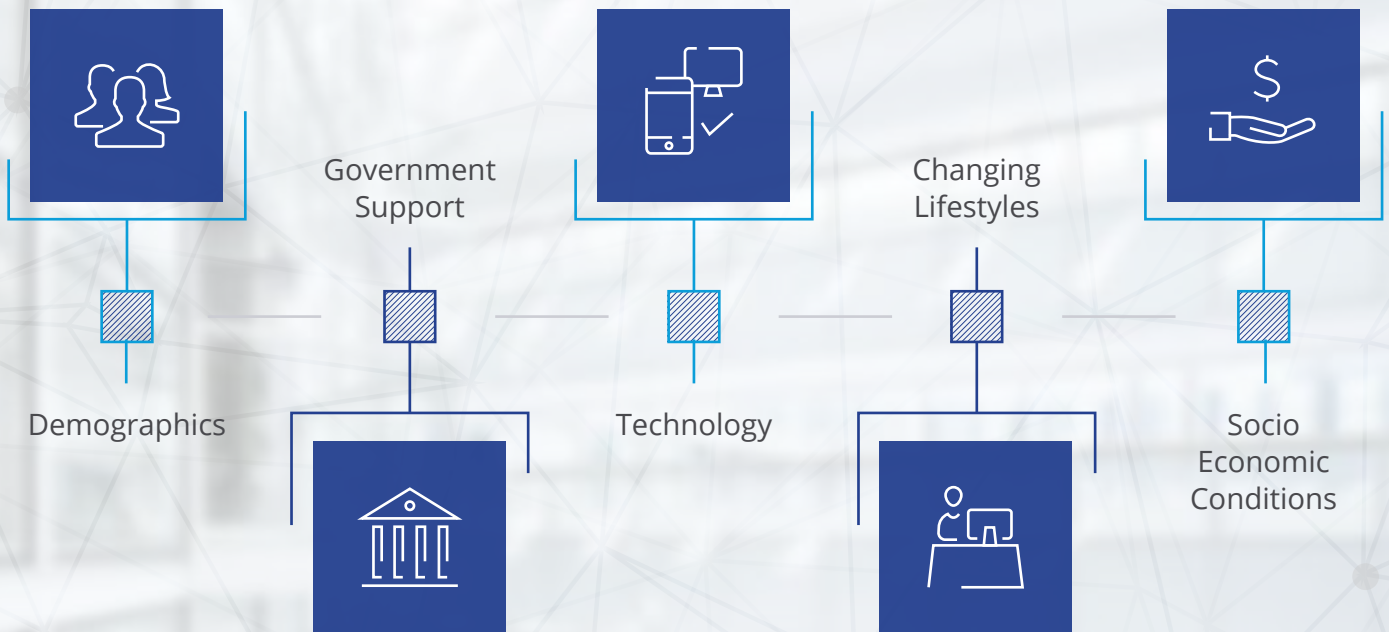 Demographics
Government
Support
Technology
Changing
Lifestyles
Socio
Economic
Conditions